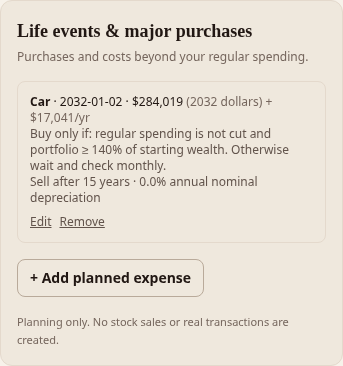 Life events & major purchases
Purchases and costs beyond your regular spending.
Car · 2032-01-02 · $284,019 (2032 dollars) +
$17,041/yr
Buy only if: regular spending is not cut and
portfolio ≥ 140% of starting wealth. Otherwise
wait and check monthly.
Sell after 15 years · 0.0% annual nominal
depreciation
Edit Remove
+ Add planned expense
Planning only. No stock sales or real transactions are
created.